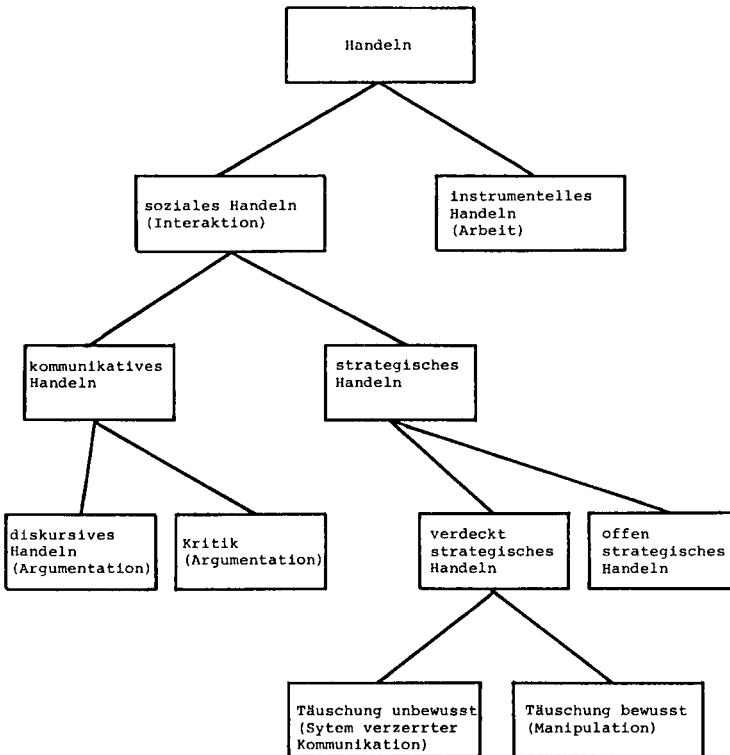 Handeln
soziales Handeln
(Interaktion)
instrumentelles
Handeln
(Arbeit)
kommunikatives
Handeln
strategisches
Handeln
diskursives
Handeln
(Argumentation)
Kritik
(Argumentation)
verdeckt
strategisches
Handeln
offen
strategisches
Handeln
Täuschung unbewusst
(Sytem verzerrter
Kommunikation)
Täuschung bewusst
(Manipulation)